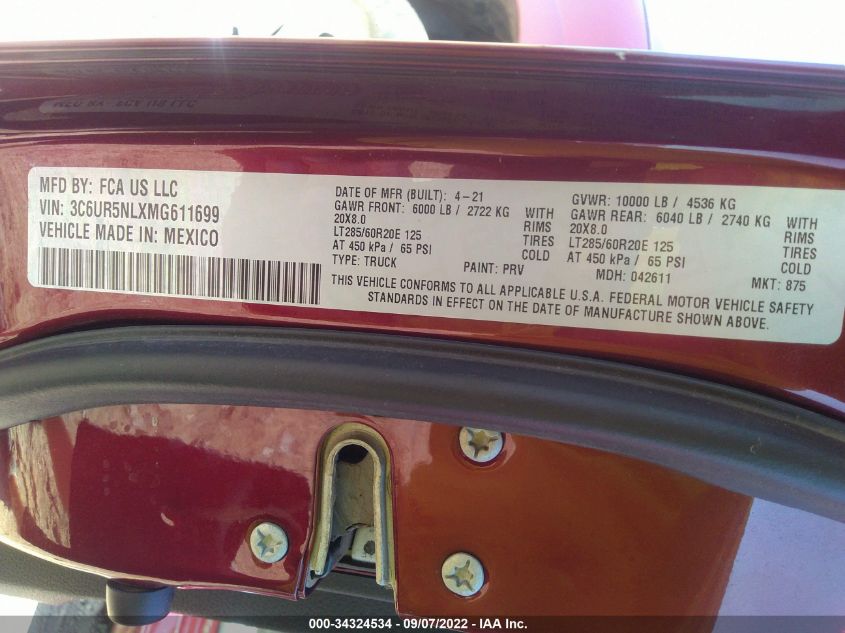 MFD BY: FCA US LLC
VIN: 3C6UR5NLXMG611699
VEHICLE MADE IN: MEXICO
DATE OF MFR (BUILT): 4-21
GAWR FRONT: 6000 LB / 2722 KG WITH
20X8.0 RIMS
LT285/60R20E 125 TIRES
AT 450 kPa / 65 PSI COLD
TYPE: TRUCK PAINT: PRV
GVWR: 10000 LB / 4536 KG
GAWR REAR: 6040 LB / 2740 KG WITH
20X8.0 RIMS
LT285/60R20E 125 TIRES
AT 450 kPa / 65 PSI COLD
MDH: 042611 MKT: 875
THIS VEHICLE CONFORMS TO ALL APPLICABLE U.S.A. FEDERAL MOTOR VEHICLE SAFETY
STANDARDS IN EFFECT ON THE DATE OF MANUFACTURE SHOWN ABOVE.
000-34324534 - 09/07/2022 - IAA Inc.